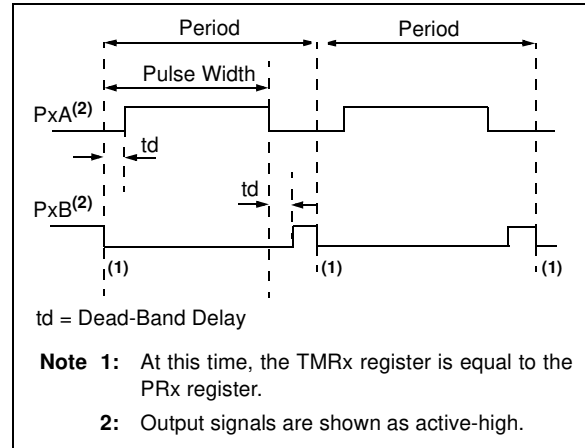 Period Period
Pulse Width
PxA(2)
td
td
PxB(2)
(1) (1) (1)
td = Dead-Band Delay
Note 1: At this time, the TMRx register is equal to the
PRx register.
2: Output signals are shown as active-high.